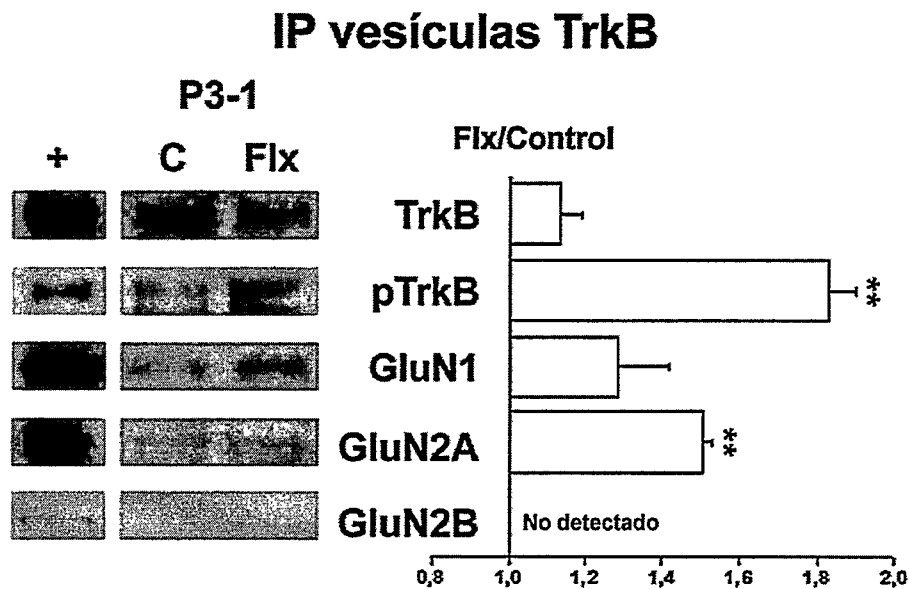 IP vesículas TrkB
P3-1
+ C Flx
Flx/Control
TrkB
pTrkB
**
GluN1
GluN2A
**
GluN2B
No detectado
0,8 1,0 1,2 1,4 1,6 1,8 2,0